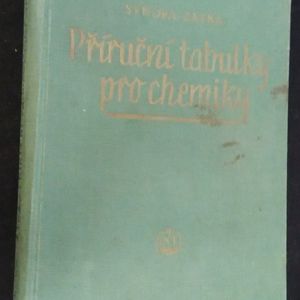 SÝKORA-ZÁTKA
Příruční tabulky
pro chemiky